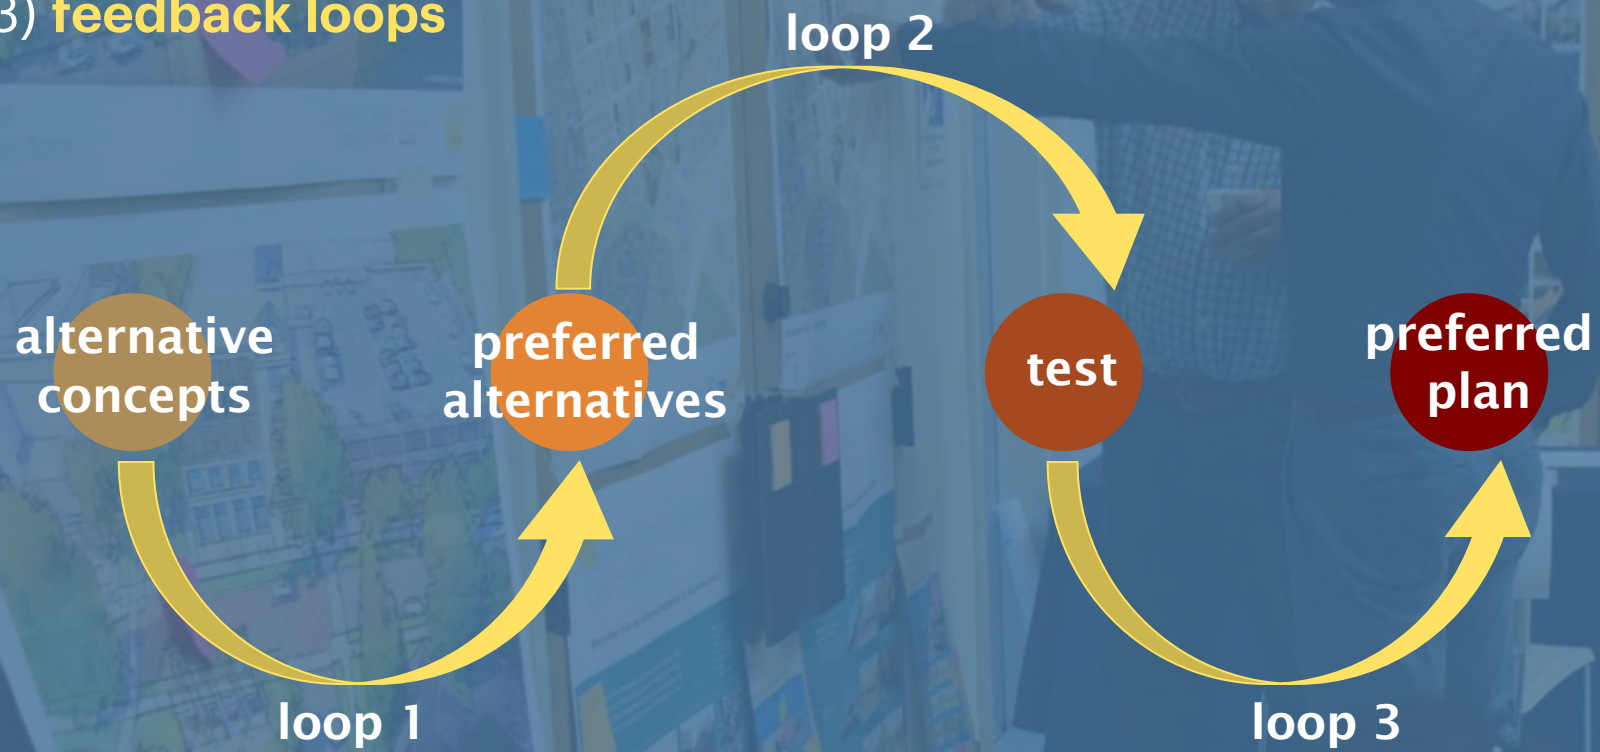 3) feedback loops
loop 2
alternative
concepts
preferred
alternatives
test
preferred
plan
loop 1
loop 3